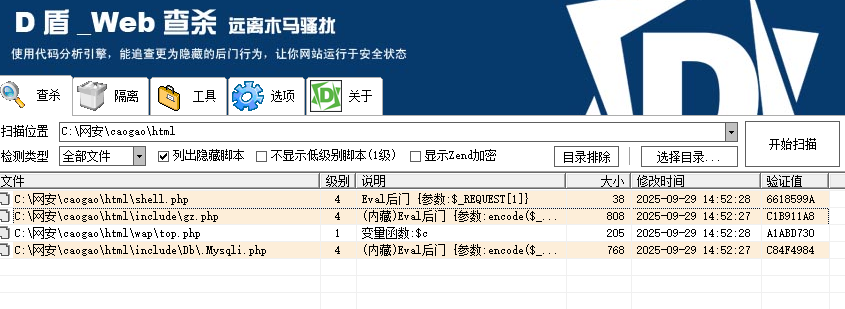 D 盾 _Web 查杀 远离木马骚扰
使用代码分析引擎，能追查更为隐藏的后门行为，让你网站运行于安全状态
D
查杀 隔离 工具 选项 关于
扫描位置 C:\网安\caogao\html 开始扫描
检测类型 全部文件 列出隐藏脚本 不显示低级别脚本(1级) 显示Zend加密 目录排除 选择目录...
文件 级别 说明 大小 修改时间 验证值
C:\网安\caogao\html\shell.php 4 Eval后门 {参数:$_REQUEST[1]} 38 2025-09-29 14:52:28 6618599A
C:\网安\caogao\html\include\gz.php 4 (内藏)Eval后门 {参数:encode($_... 808 2025-09-29 14:52:27 C1B911A8
C:\网安\caogao\html\wap\top.php 1 变量函数:$c 205 2025-09-29 14:52:28 A1ABD730
C:\网安\caogao\html\include\Db\.Mysqli.php 4 (内藏)Eval后门 {参数:encode($_... 768 2025-09-29 14:52:27 C84F4984